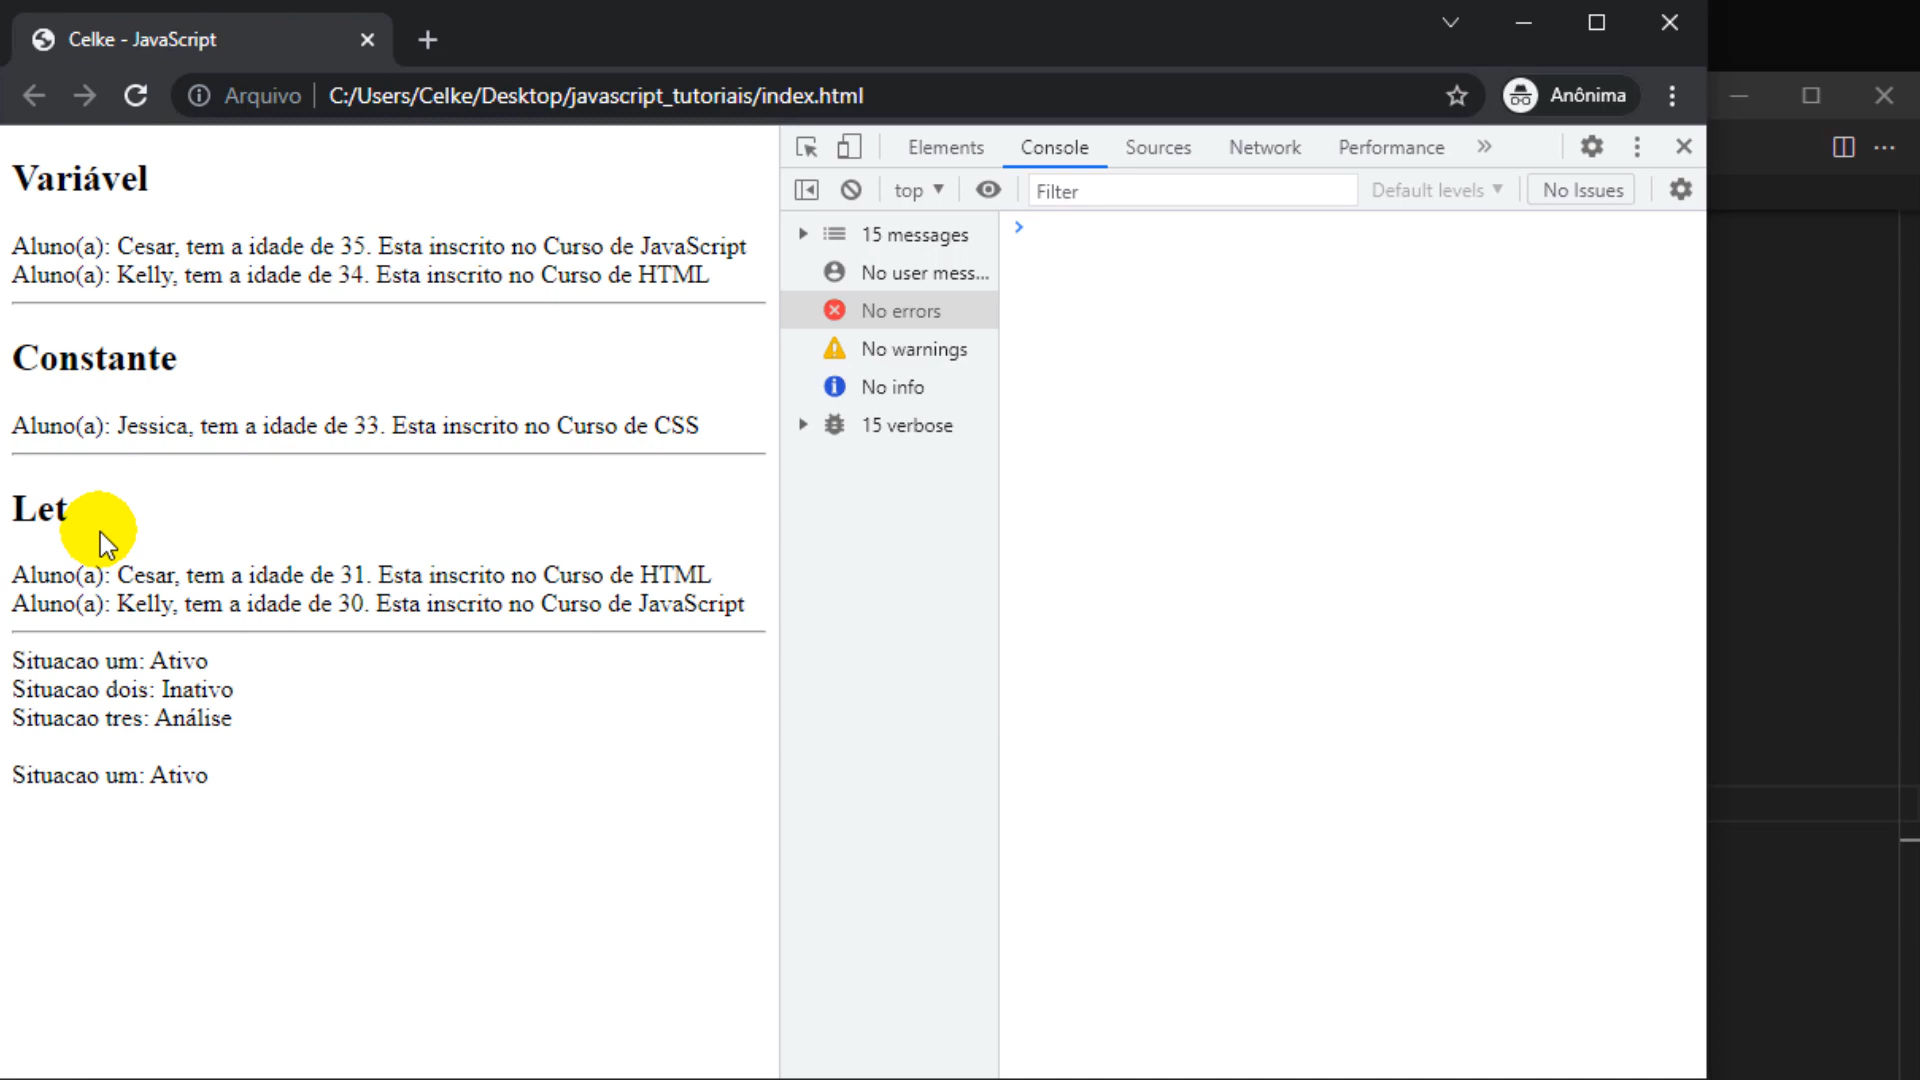 Celke - JavaScript
Arquivo C:/Users/Celke/Desktop/javascript_tutoriais/index.html Anônima
Variável
Aluno(a): Cesar, tem a idade de 35. Esta inscrito no Curso de JavaScript
Aluno(a): Kelly, tem a idade de 34. Esta inscrito no Curso de HTML
Constante
Aluno(a): Jessica, tem a idade de 33. Esta inscrito no Curso de CSS
Let
Aluno(a): Cesar, tem a idade de 31. Esta inscrito no Curso de HTML
Aluno(a): Kelly, tem a idade de 30. Esta inscrito no Curso de JavaScript
Situacao um: Ativo
Situacao dois: Inativo
Situacao tres: Análise
Situacao um: Ativo
Elements Console Sources Network Performance
top Filter Default levels No Issues
15 messages
No user mess...
No errors
No warnings
No info
15 verbose